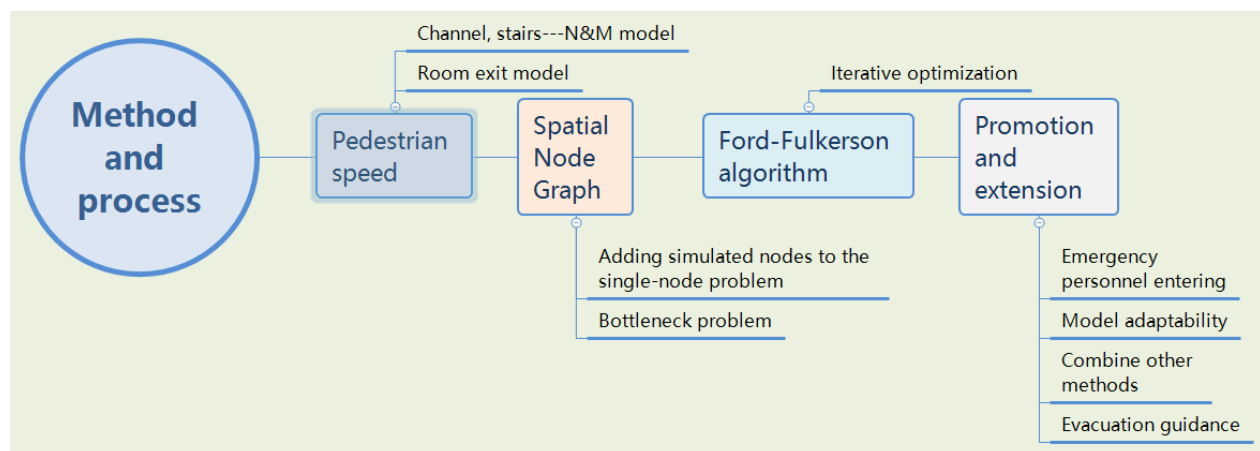 Method
and
process
Channel, stairs---N&M model
Room exit model
Pedestrian
speed
Spatial
Node
Graph
Adding simulated nodes to the
single-node problem
Bottleneck problem
Iterative optimization
Ford-Fulkerson
algorithm
Promotion
and
extension
Emergency
personnel entering
Model adaptability
Combine other
methods
Evacuation guidance